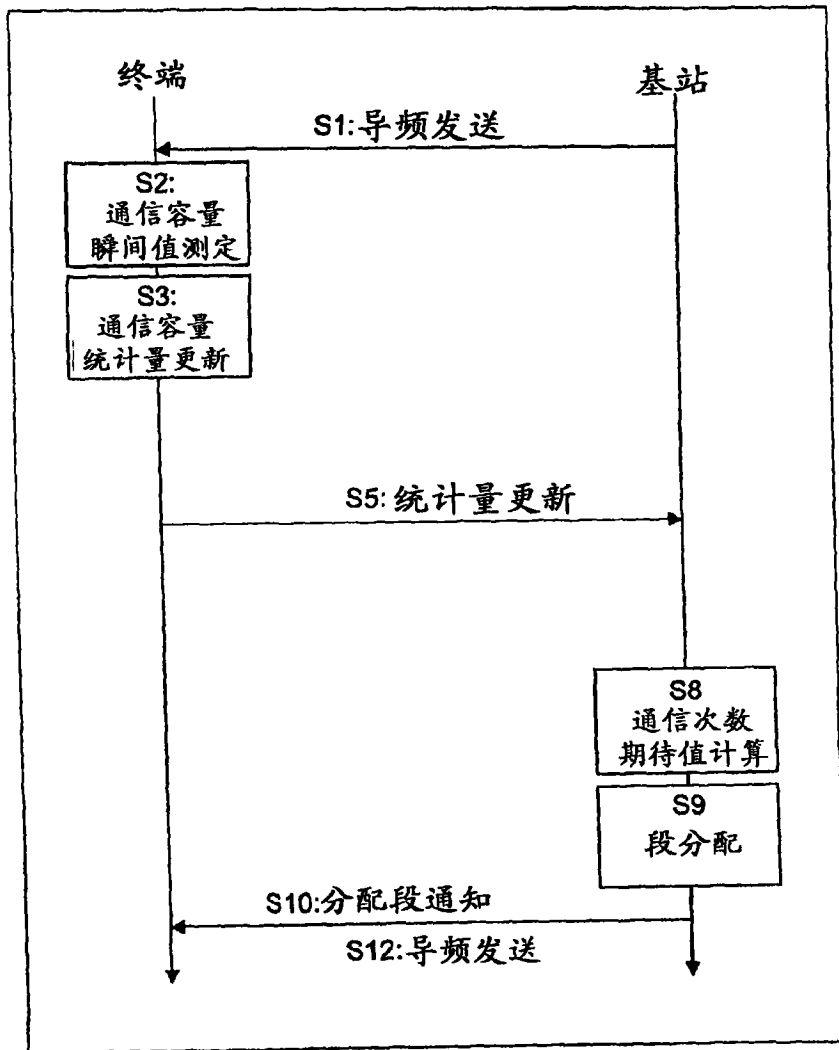 终端
基站
S1:导频发送
S2:
通信容量
瞬间值测定
S3:
通信容量
统计量更新
S5:统计量更新
S8
通信次数
期待值计算
S9
段分配
S10:分配段通知
S12:导频发送